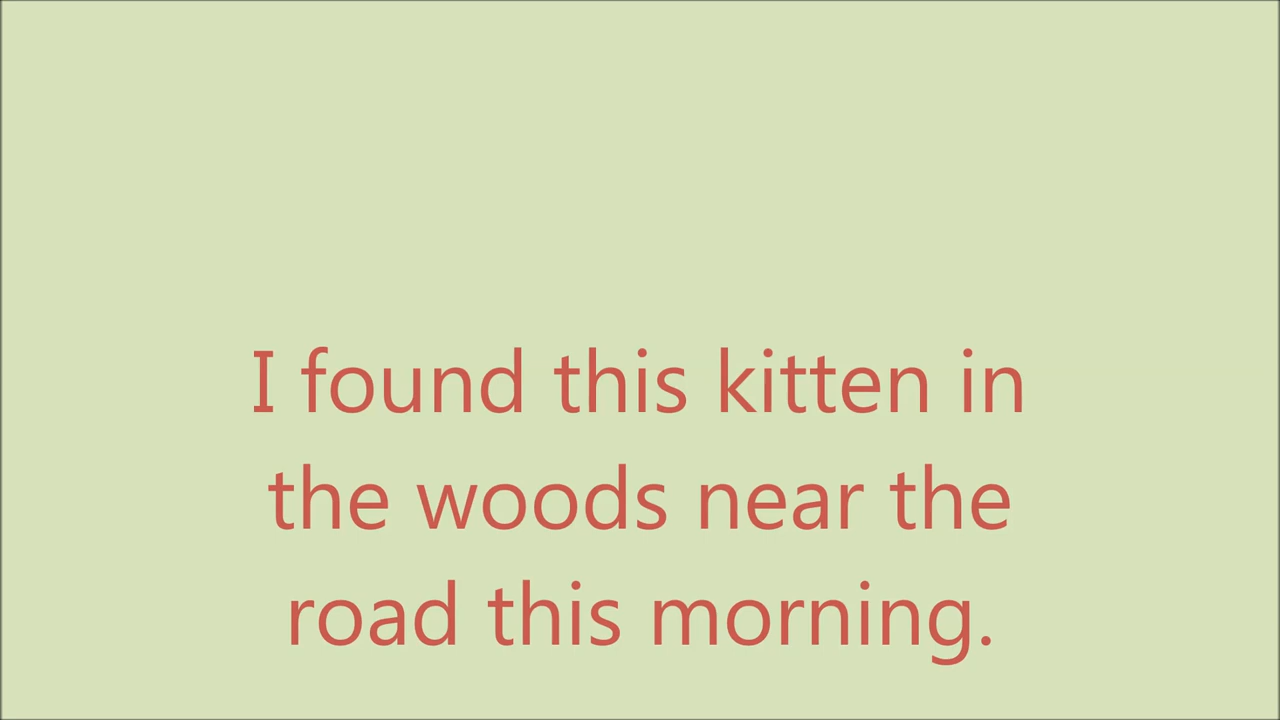 I found this kitten in
the woods near the
road this morning.